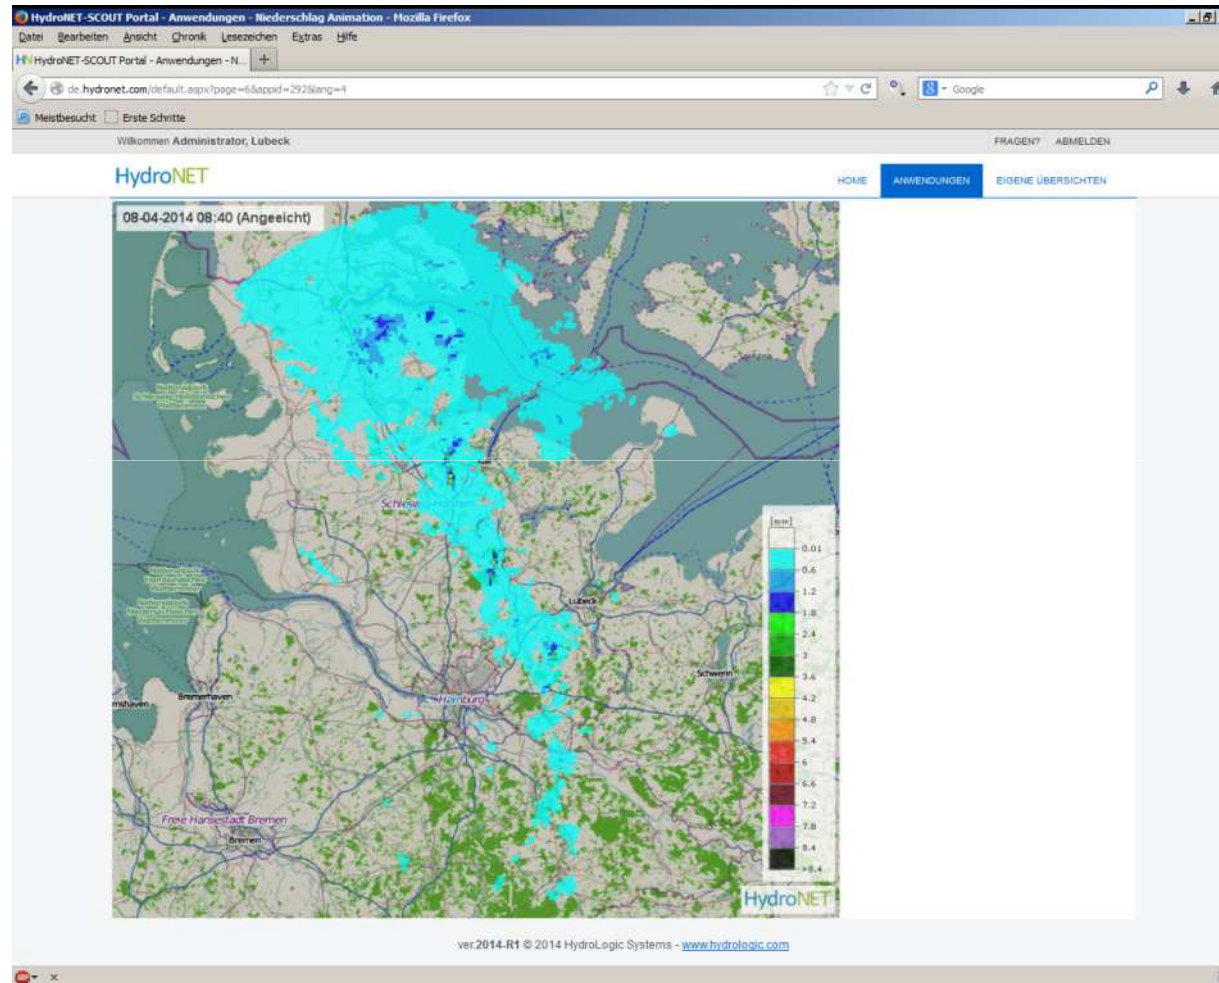 HydroNET-SCOUT Portal - Anwendungen - Niederschlag Animation - Mozilla Firefox
Datei Bearbeiten Ansicht Chronik Lesezeichen Extras Hilfe
HydroNET-SCOUT Portal - Anwendungen - N...
de.hydronet.com/default.aspx?page=6&appid=292&lang=4
Google
Meistbesucht Erste Schritte
Willkommen Administrator, Lubeck
FRAGEN? ABMELDEN
HydroNET
HOME ANWENDUNGEN EIGENE ÜBERSICHTEN
08-04-2014 08:40 (Angeeicht)
Lübeck
Schwerin
Bremerhaven
Hamburg
Freie Hansestadt Bremen
Bremen
[mm]
0.01
0.6
1.2
1.8
2.4
3
3.6
4.2
4.8
5.4
6
6.6
7.2
7.8
8.4
>8.4
HydroNET
ver.2014-R1 © 2014 HydroLogic Systems - www.hydrologic.com